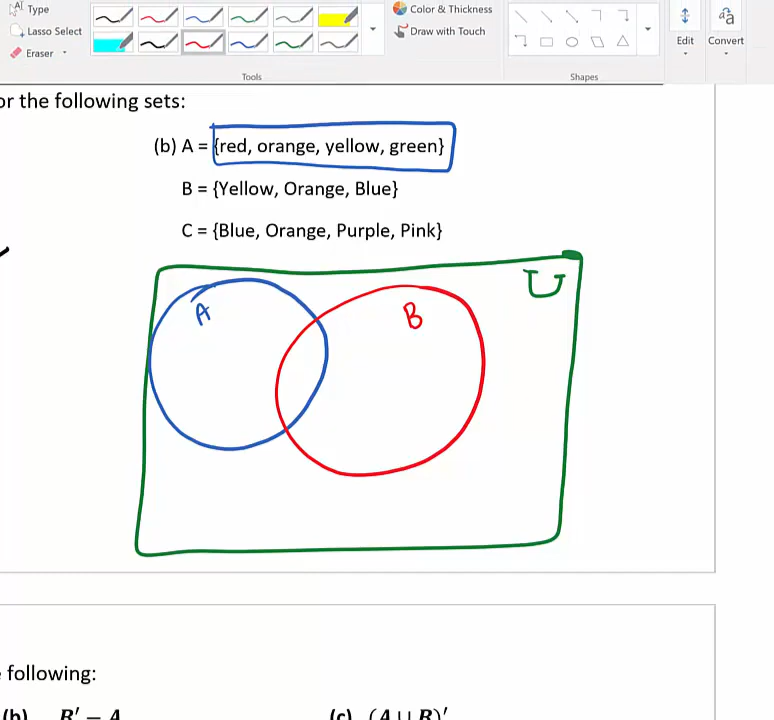 Type
Lasso Select
Eraser
Color & Thickness
Draw with Touch
Edit
Convert
Tools
Shapes
or the following sets:
(b) A = {red, orange, yellow, green}
B = {Yellow, Orange, Blue}
C = {Blue, Orange, Purple, Pink}
U
A
B
following:
(b) B′ − A
(c) (A ∪ B)′